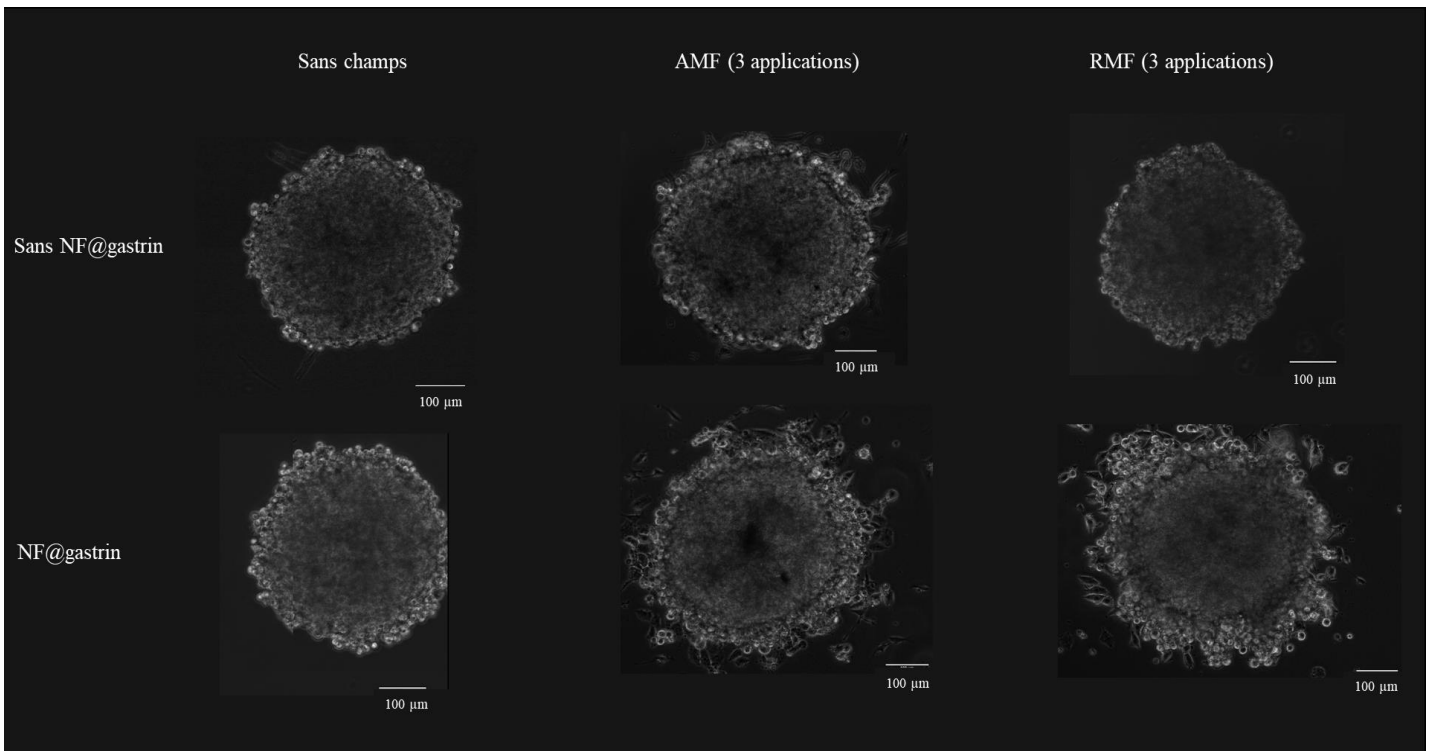 Sans champs
AMF (3 applications)
RMF (3 applications)
Sans NF@gastrin
100 µm
100 µm
100 µm
NF@gastrin
100 µm
100 µm
100 µm